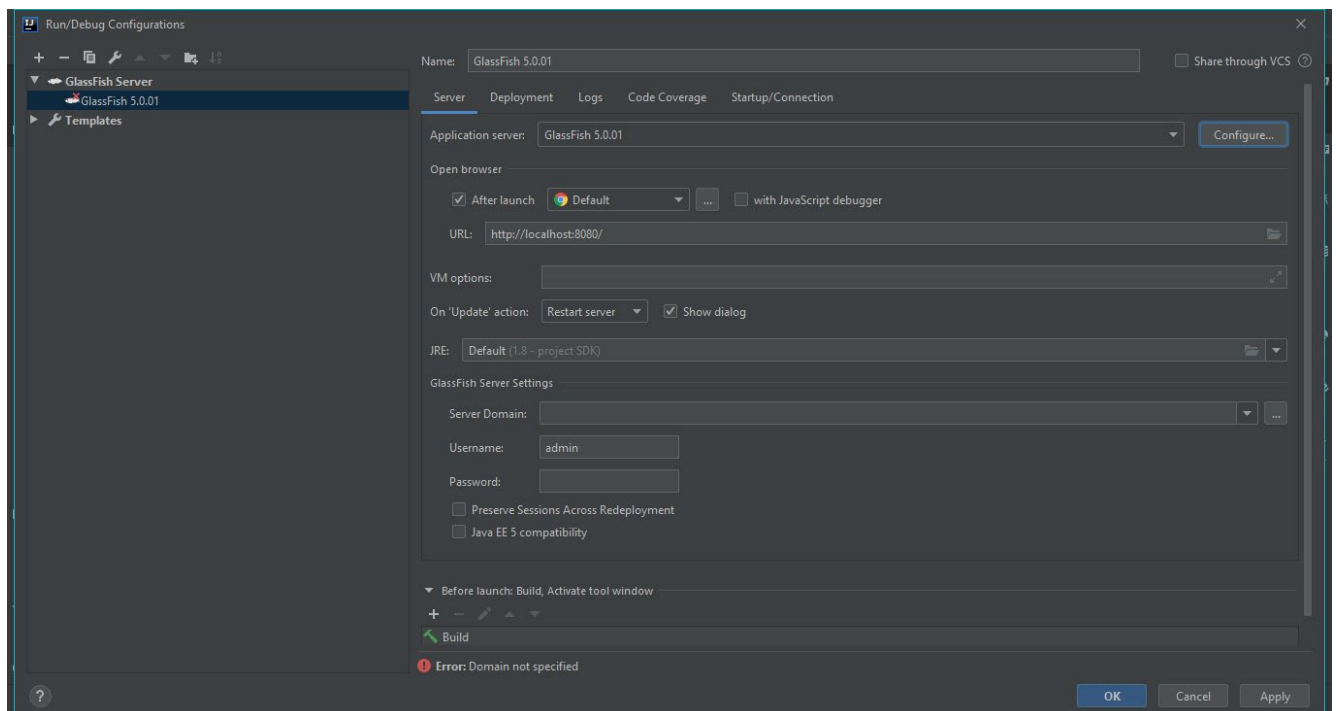 Run/Debug Configurations
GlassFish Server
GlassFish 5.0.01
Templates
Name: GlassFish 5.0.01 Share through VCS
Server Deployment Logs Code Coverage Startup/Connection
Application server: GlassFish 5.0.01 Configure...
Open browser
After launch Default ... with JavaScript debugger
URL: http://localhost:8080/
VM options:
On 'Update' action: Restart server Show dialog
JRE: Default (1.8 - project SDK)
GlassFish Server Settings
Server Domain: ...
Username: admin
Password:
Preserve Sessions Across Redeployment
Java EE 5 compatibility
Before launch: Build, Activate tool window
Build
Error: Domain not specified
? OK Cancel Apply